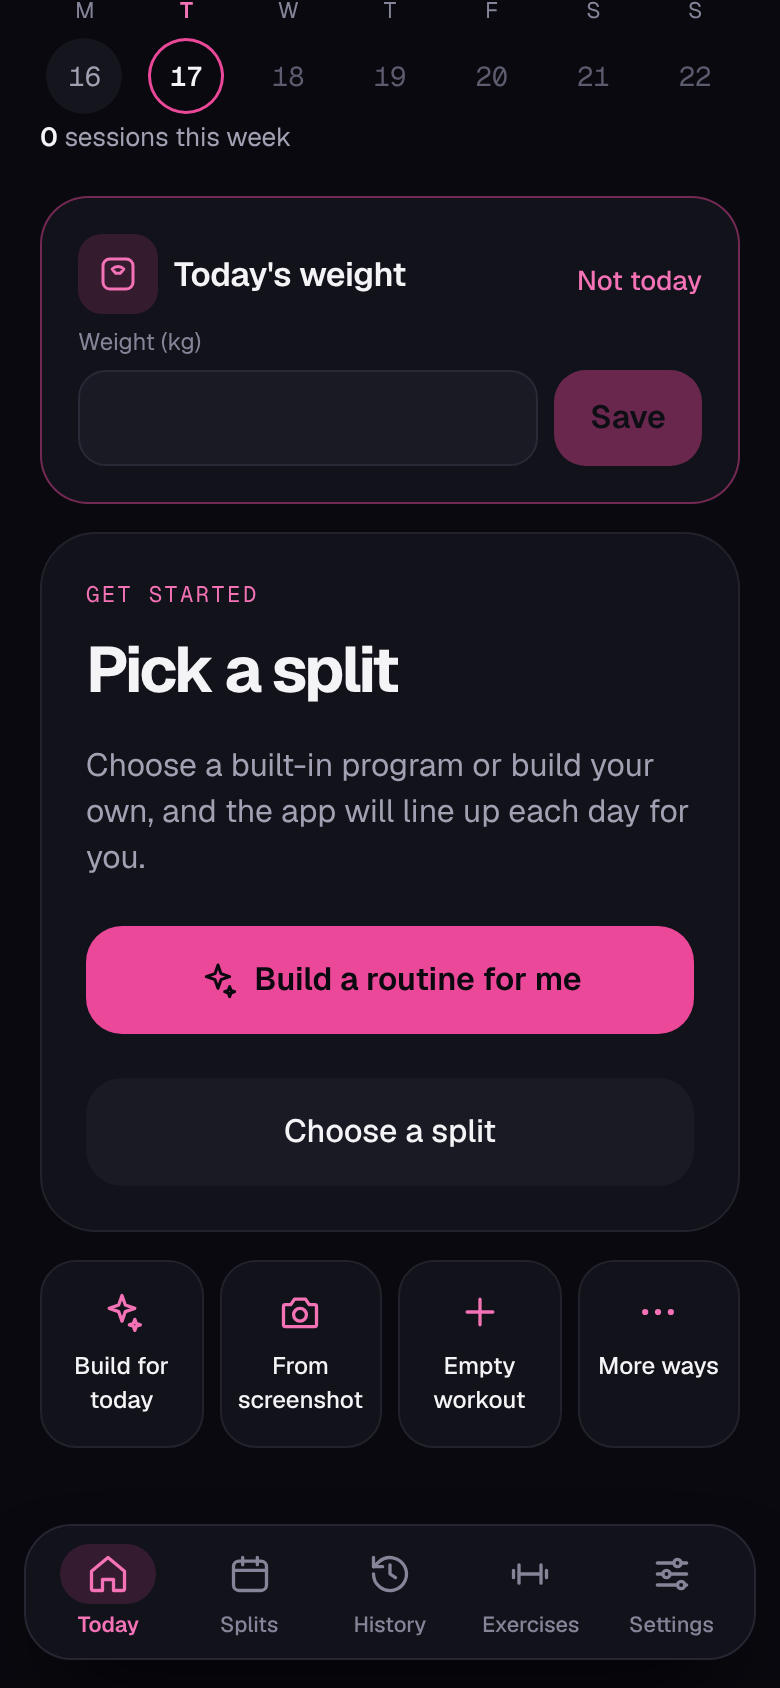 M T W T F S S
16 17 18 19 20 21 22
0 sessions this week
Today's weight
Not today
Weight (kg)
Save
GET STARTED
Pick a split
Choose a built-in program or build your
own, and the app will line up each day for
you.
Build a routine for me
Choose a split
Build for
today
From
screenshot
Empty
workout
More ways
Today
Splits
History
Exercises
Settings